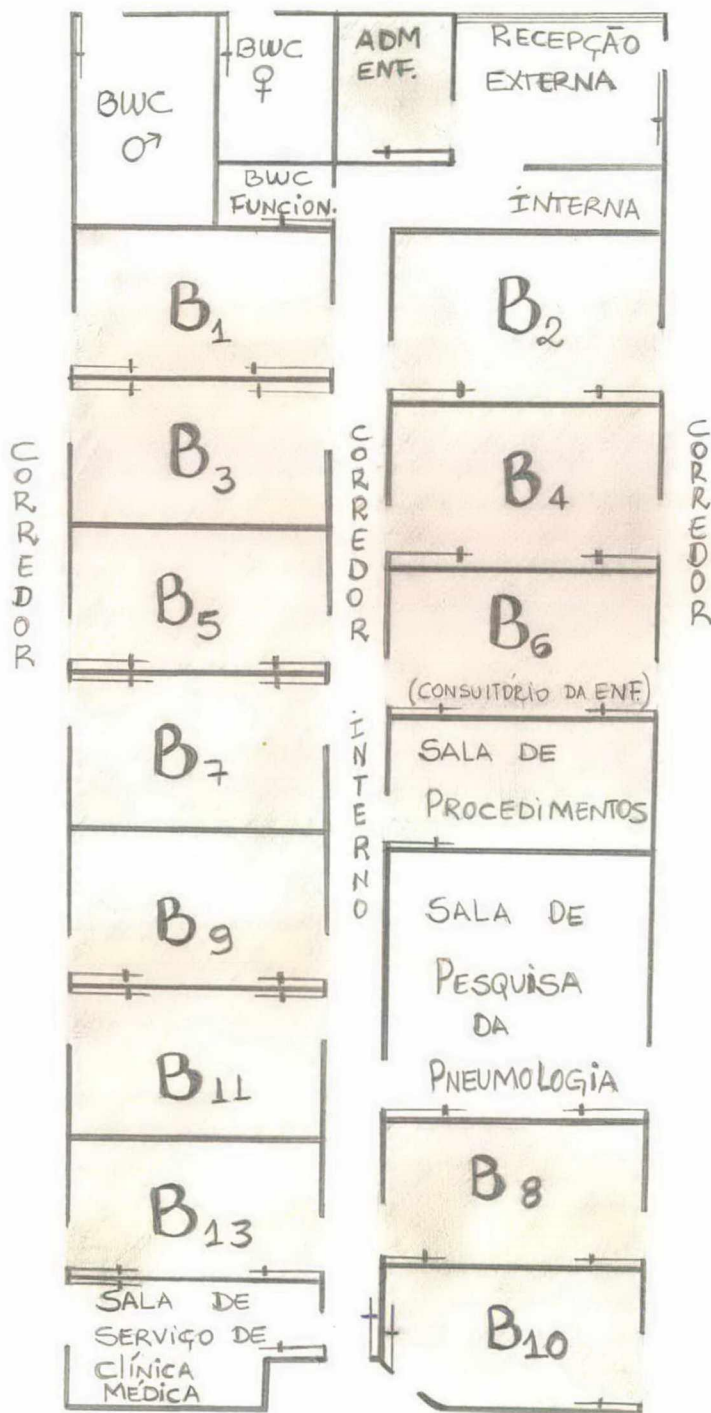 BWC
♂
BWC
♀
ADM
ENF.
RECEPÇÃO
EXTERNA
BWC
FUNCION.
INTERNA
B1
B2
B3
B4
CORREDOR
CORREDOR
INTERNO
CORREDOR
B5
B6
(CONSUITÓRIO DA ENF.)
B7
SALA DE
PROCEDIMENTOS
B9
SALA DE
PESQUISA
DA
PNEUMOLOGIA
B11
B8
B13
B10
SALA DE
SERVIÇO DE
CLÍNICA
MÉDICA